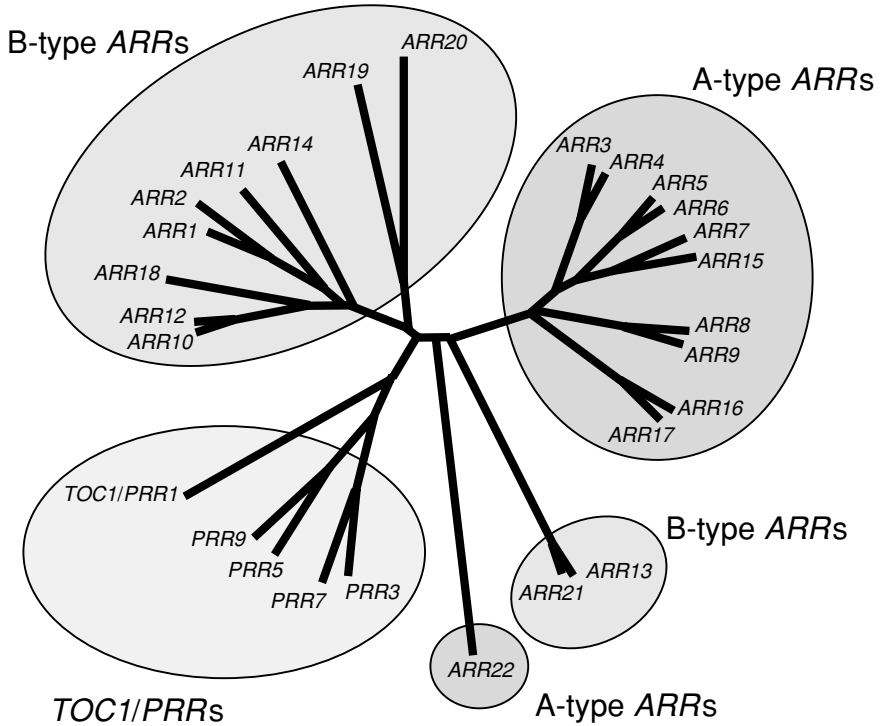 B-type ARRs
ARR20
ARR19
A-type ARRs
ARR14
ARR11
ARR2
ARR1
ARR18
ARR12
ARR10
ARR3
ARR4
ARR5
ARR6
ARR7
ARR15
ARR8
ARR9
ARR16
ARR17
TOC1/PRR1
PRR9
PRR5
PRR7
PRR3
TOC1/PRRs
B-type ARRs
ARR13
ARR21
ARR22
A-type ARRs